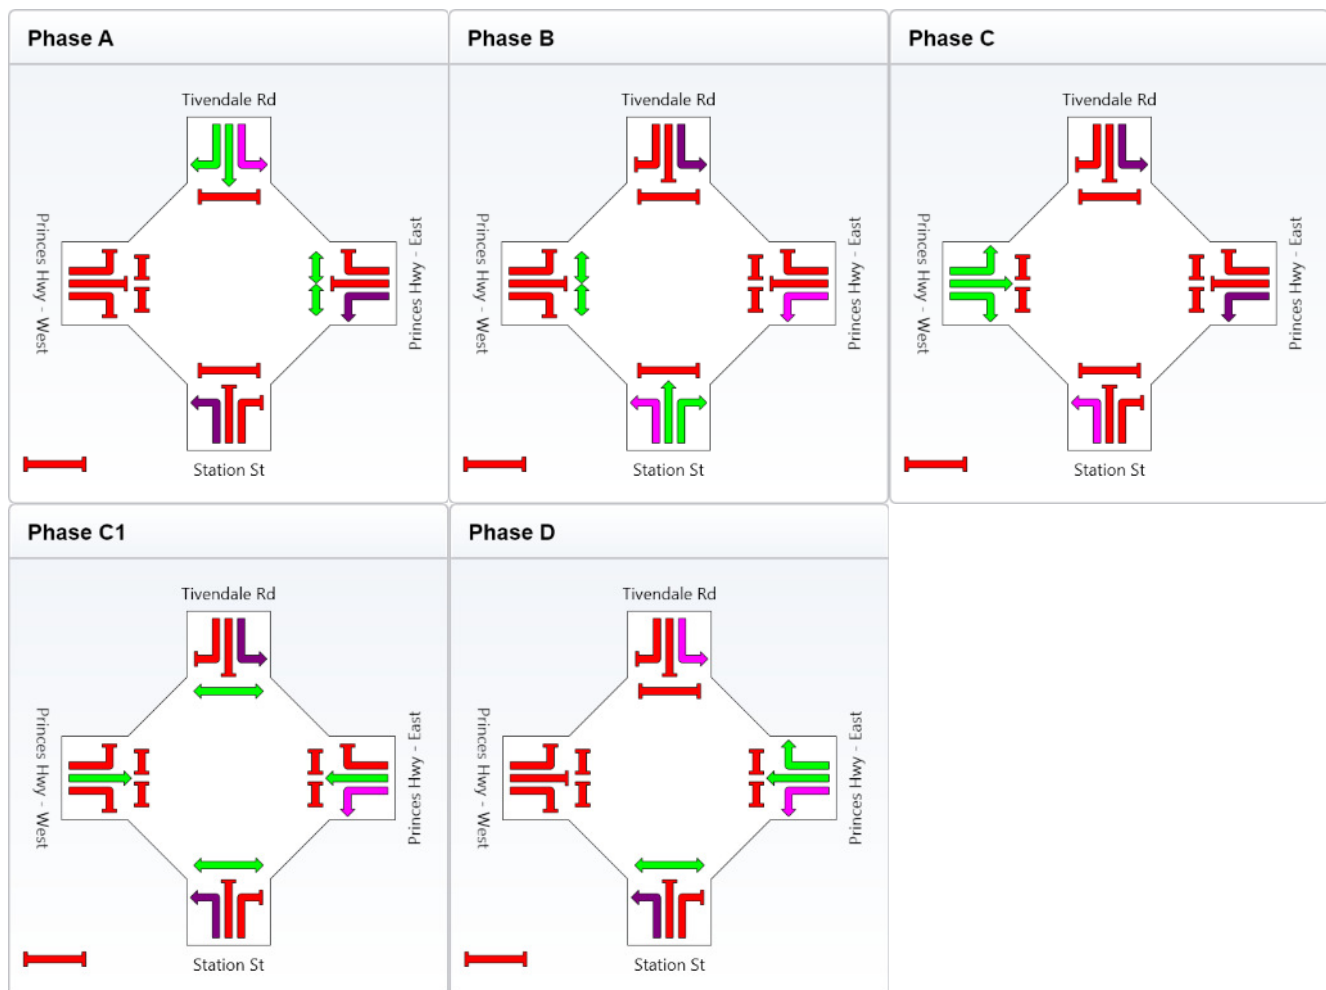 Phase A
Tivendale Rd
Princes Hwy - West
Princes Hwy - East
Station St
Phase B
Tivendale Rd
Princes Hwy - West
Princes Hwy - East
Station St
Phase C
Tivendale Rd
Princes Hwy - West
Princes Hwy - East
Station St
Phase C1
Tivendale Rd
Princes Hwy - West
Princes Hwy - East
Station St
Phase D
Tivendale Rd
Princes Hwy - West
Princes Hwy - East
Station St